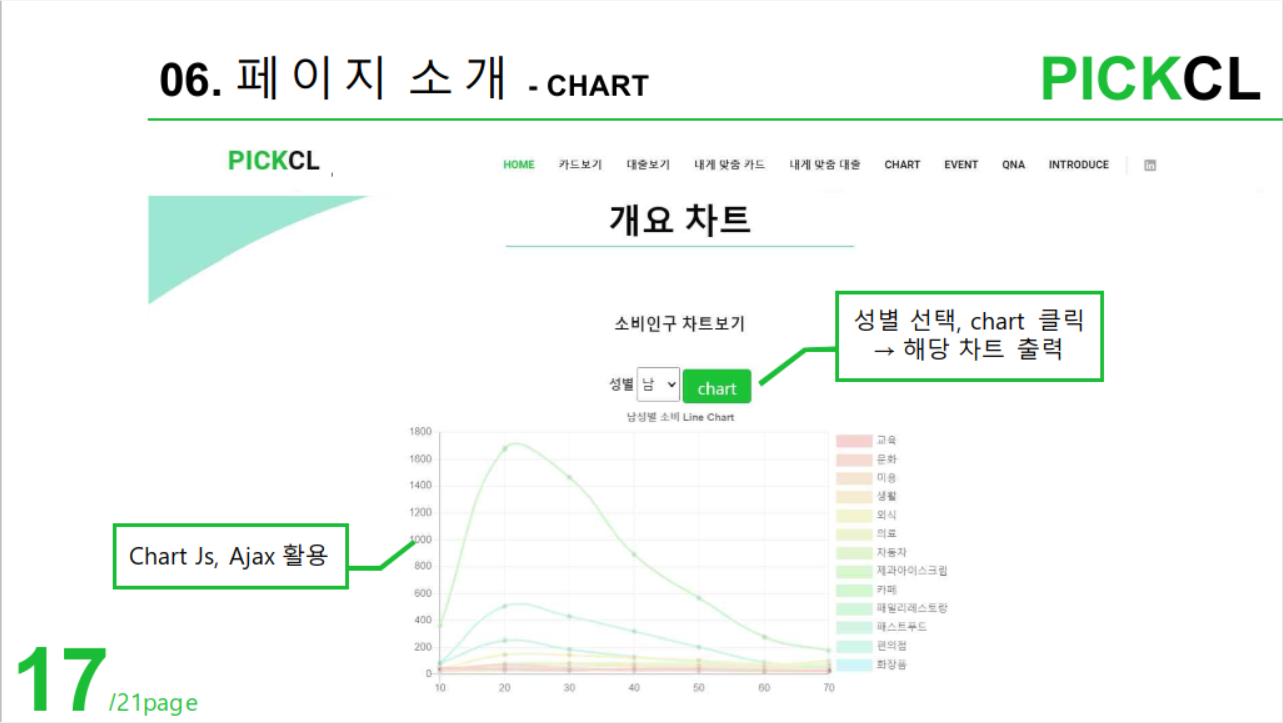 06. 페이지 소개 - CHART
PICKCL
PICKCL
HOME 카드보기 대출보기 내게 맞춤 카드 내게 맞춤 대출 CHART EVENT QNA INTRODUCE in
개요 차트
소비인구 차트보기
성별 선택, chart 클릭
→ 해당 차트 출력
성별 남 chart
남성별 소비 Line Chart
1800
1600
1400
1200
1000
800
600
400
200
0
10 20 30 40 50 60 70
교육
문화
미용
생활
외식
의료
자동차
제과아이스크림
카페
패밀리레스토랑
패스트푸드
편의점
화장품
Chart Js, Ajax 활용
17/21page